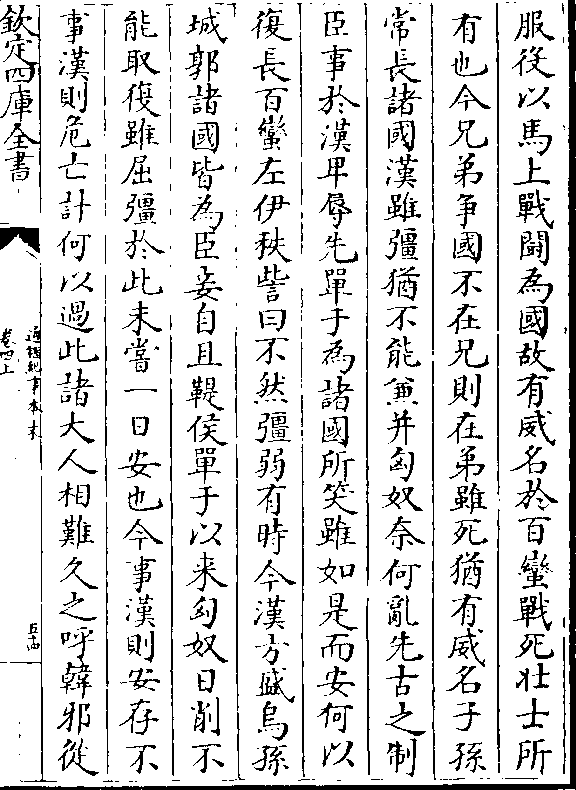 服役以馬上戰鬭為國故有威名於百蠻戰死壯士所
有也今兄弟争國不在兄則在弟雖死猶有威名子孫
常長諸國漢雖彊猶不能兼并匈奴奈何亂先古之制
臣事於漢卑辱先單于為諸國所笑雖如是而安何以
復長百蠻左伊秩訾曰不然彊弱有時今漢方盛烏孫
城郭諸國皆為臣妾自且鞮侯單于以来匈奴日削不
能取復雖屈彊於此未嘗一日安也今事漢則安存不
事漢則危亡計何以過此諸大人相難久之呼韓邪從
欽定四庫全書
通鑑紀事本末
卷四上
五十四